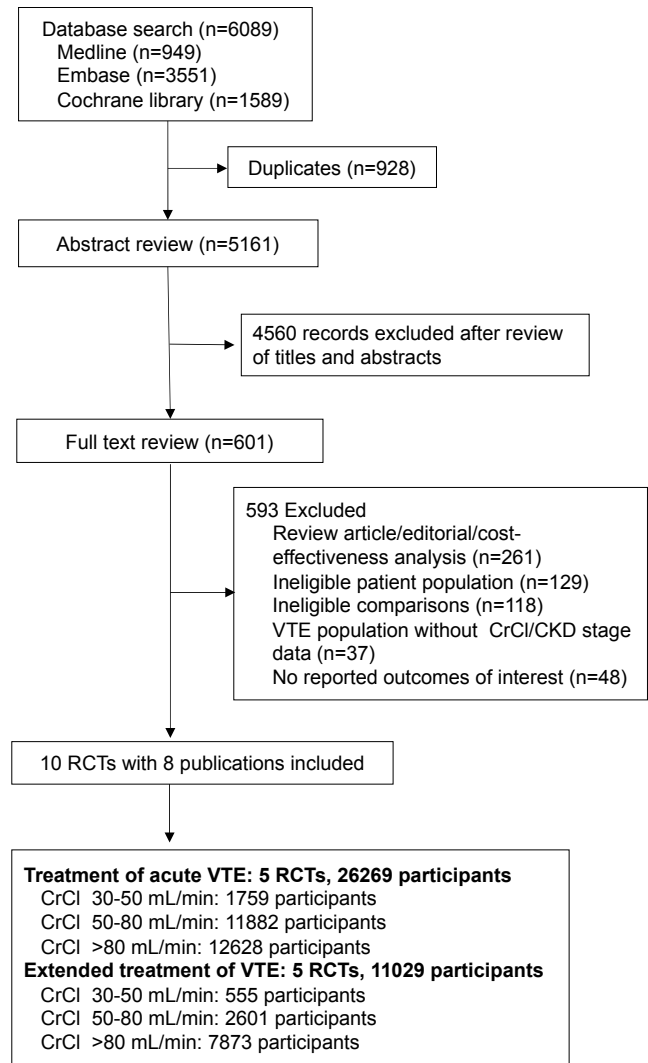 Database search (n=6089)
Medline (n=949)
Embase (n=3551)
Cochrane library (n=1589)
Duplicates (n=928)
Abstract review (n=5161)
4560 records excluded after review
of titles and abstracts
Full text review (n=601)
593 Excluded
Review article/editorial/cost-
effectiveness analysis (n=261)
Ineligible patient population (n=129)
Ineligible comparisons (n=118)
VTE population without CrCl/CKD stage
data (n=37)
No reported outcomes of interest (n=48)
10 RCTs with 8 publications included
Treatment of acute VTE: 5 RCTs, 26269 participants
CrCl 30-50 mL/min: 1759 participants
CrCl 50-80 mL/min: 11882 participants
CrCl >80 mL/min: 12628 participants
Extended treatment of VTE: 5 RCTs, 11029 participants
CrCl 30-50 mL/min: 555 participants
CrCl 50-80 mL/min: 2601 participants
CrCl >80 mL/min: 7873 participants